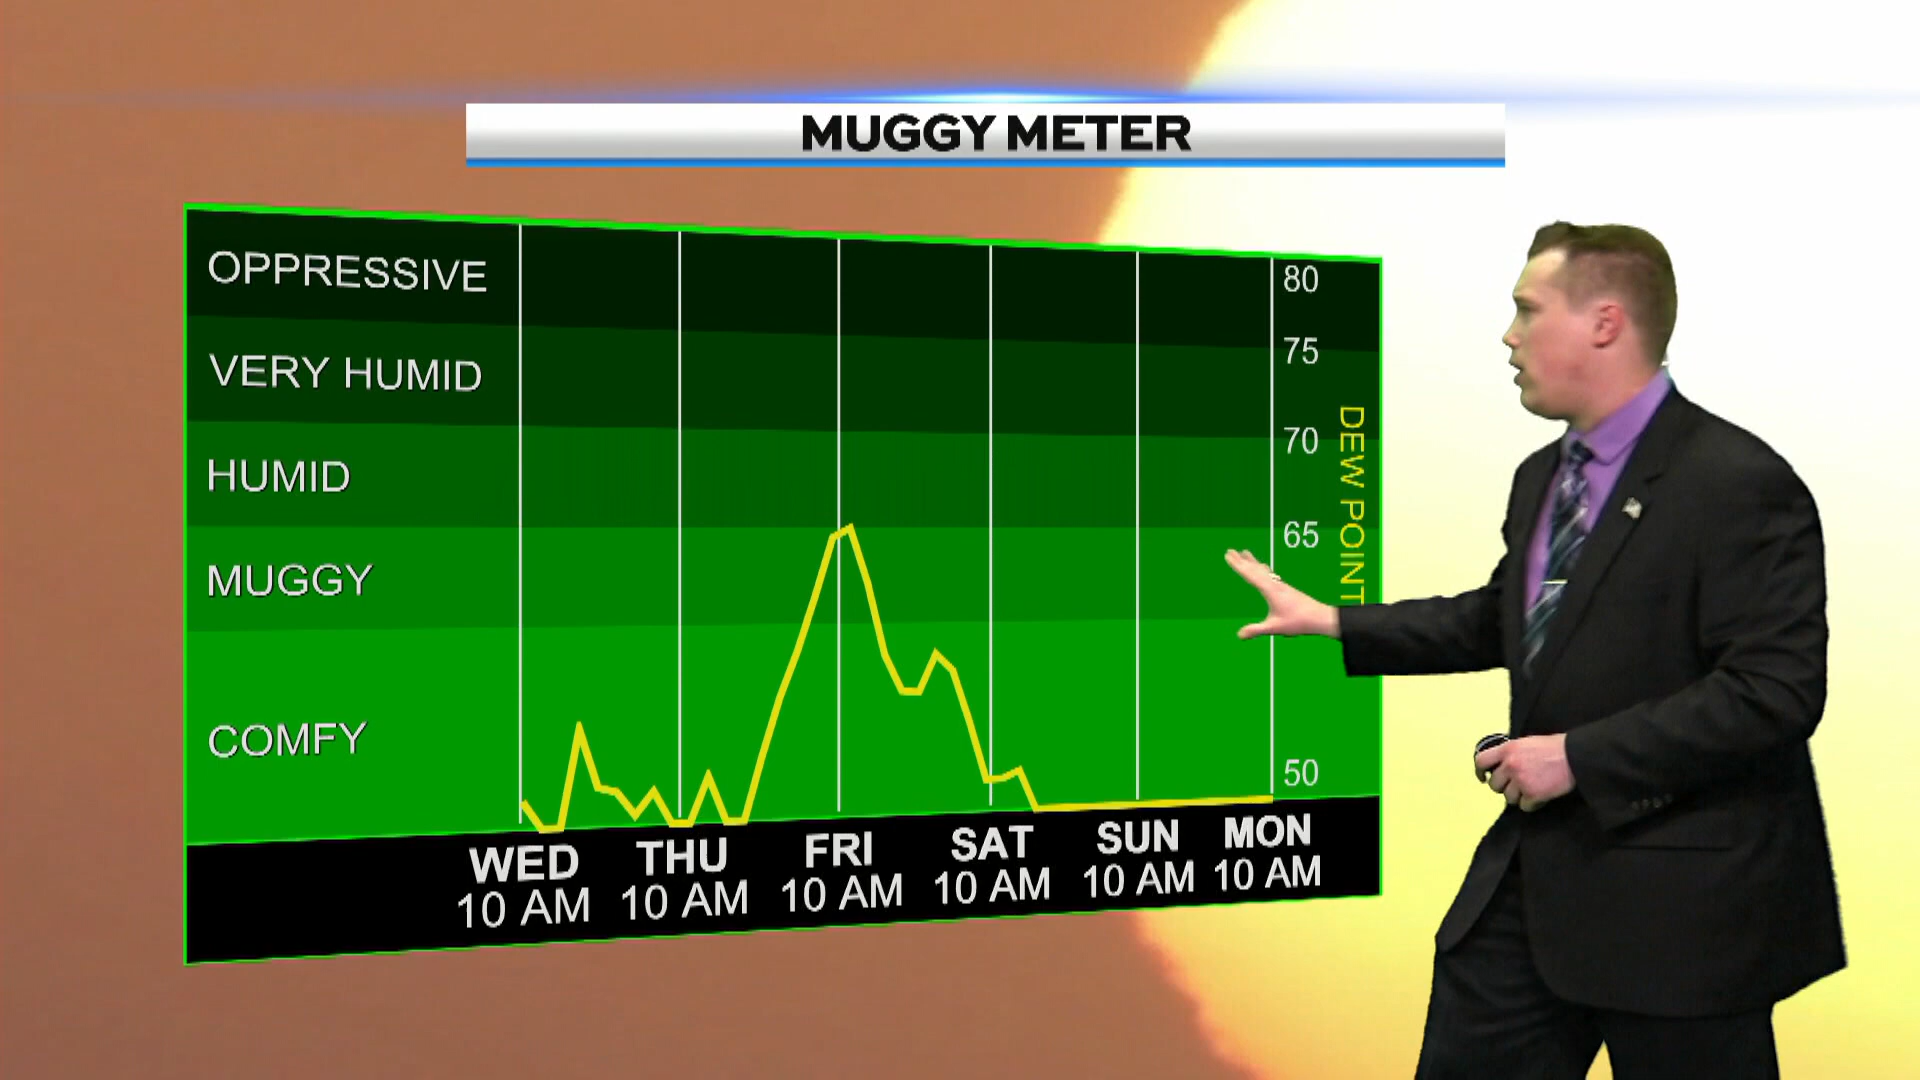 MUGGY METER
OPPRESSIVE
VERY HUMID
HUMID
MUGGY
COMFY
80
75
70
65
50
DEW POINT
WED THU FRI SAT SUN MON
10 AM 10 AM 10 AM 10 AM 10 AM 10 AM